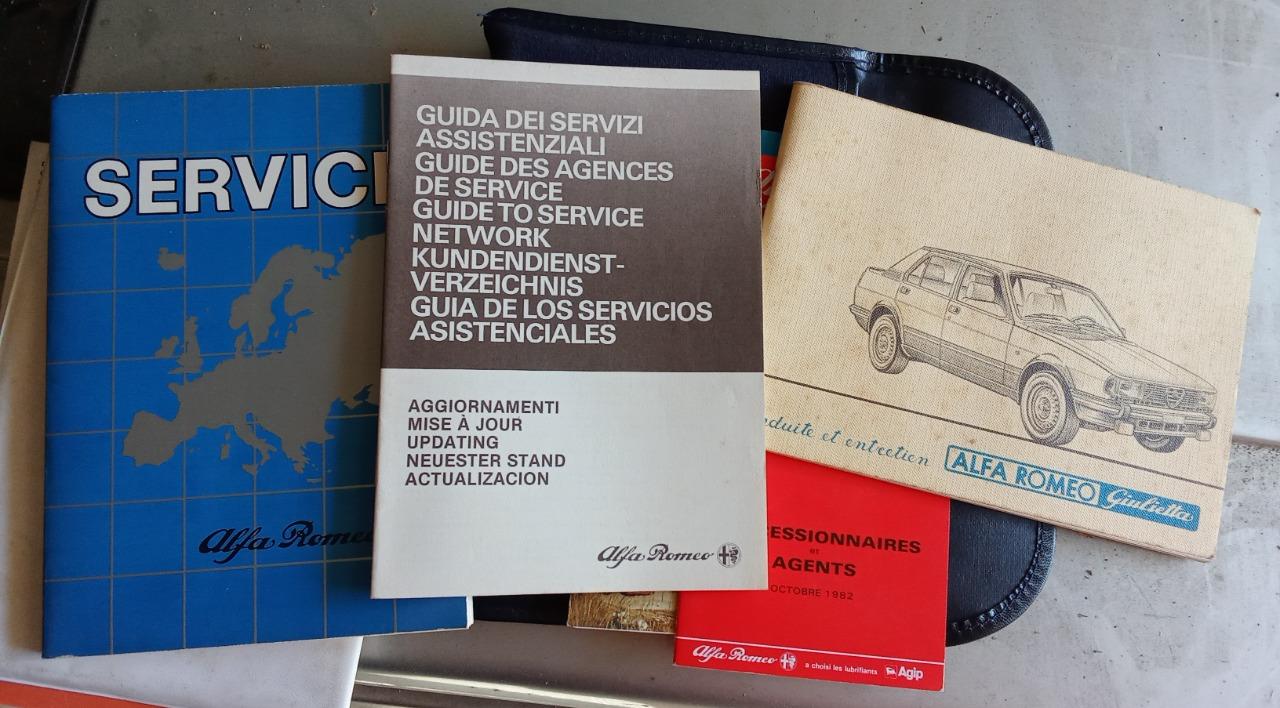 SERVIC
Alfa Romeo
GUIDA DEI SERVIZI
ASSISTENZIALI
GUIDE DES AGENCES
DE SERVICE
GUIDE TO SERVICE
NETWORK
KUNDENDIENST-
VERZEICHNIS
GUIA DE LOS SERVICIOS
ASISTENCIALES
AGGIORNAMENTI
MISE À JOUR
UPDATING
NEUESTER STAND
ACTUALIZACION
Alfa Romeo
nduite et entretien
ALFA ROMEO Giulietta
ESSIONNAIRES
et
AGENTS
OCTOBRE 1982
Alfa Romeo a choisi les lubrifiants Agip